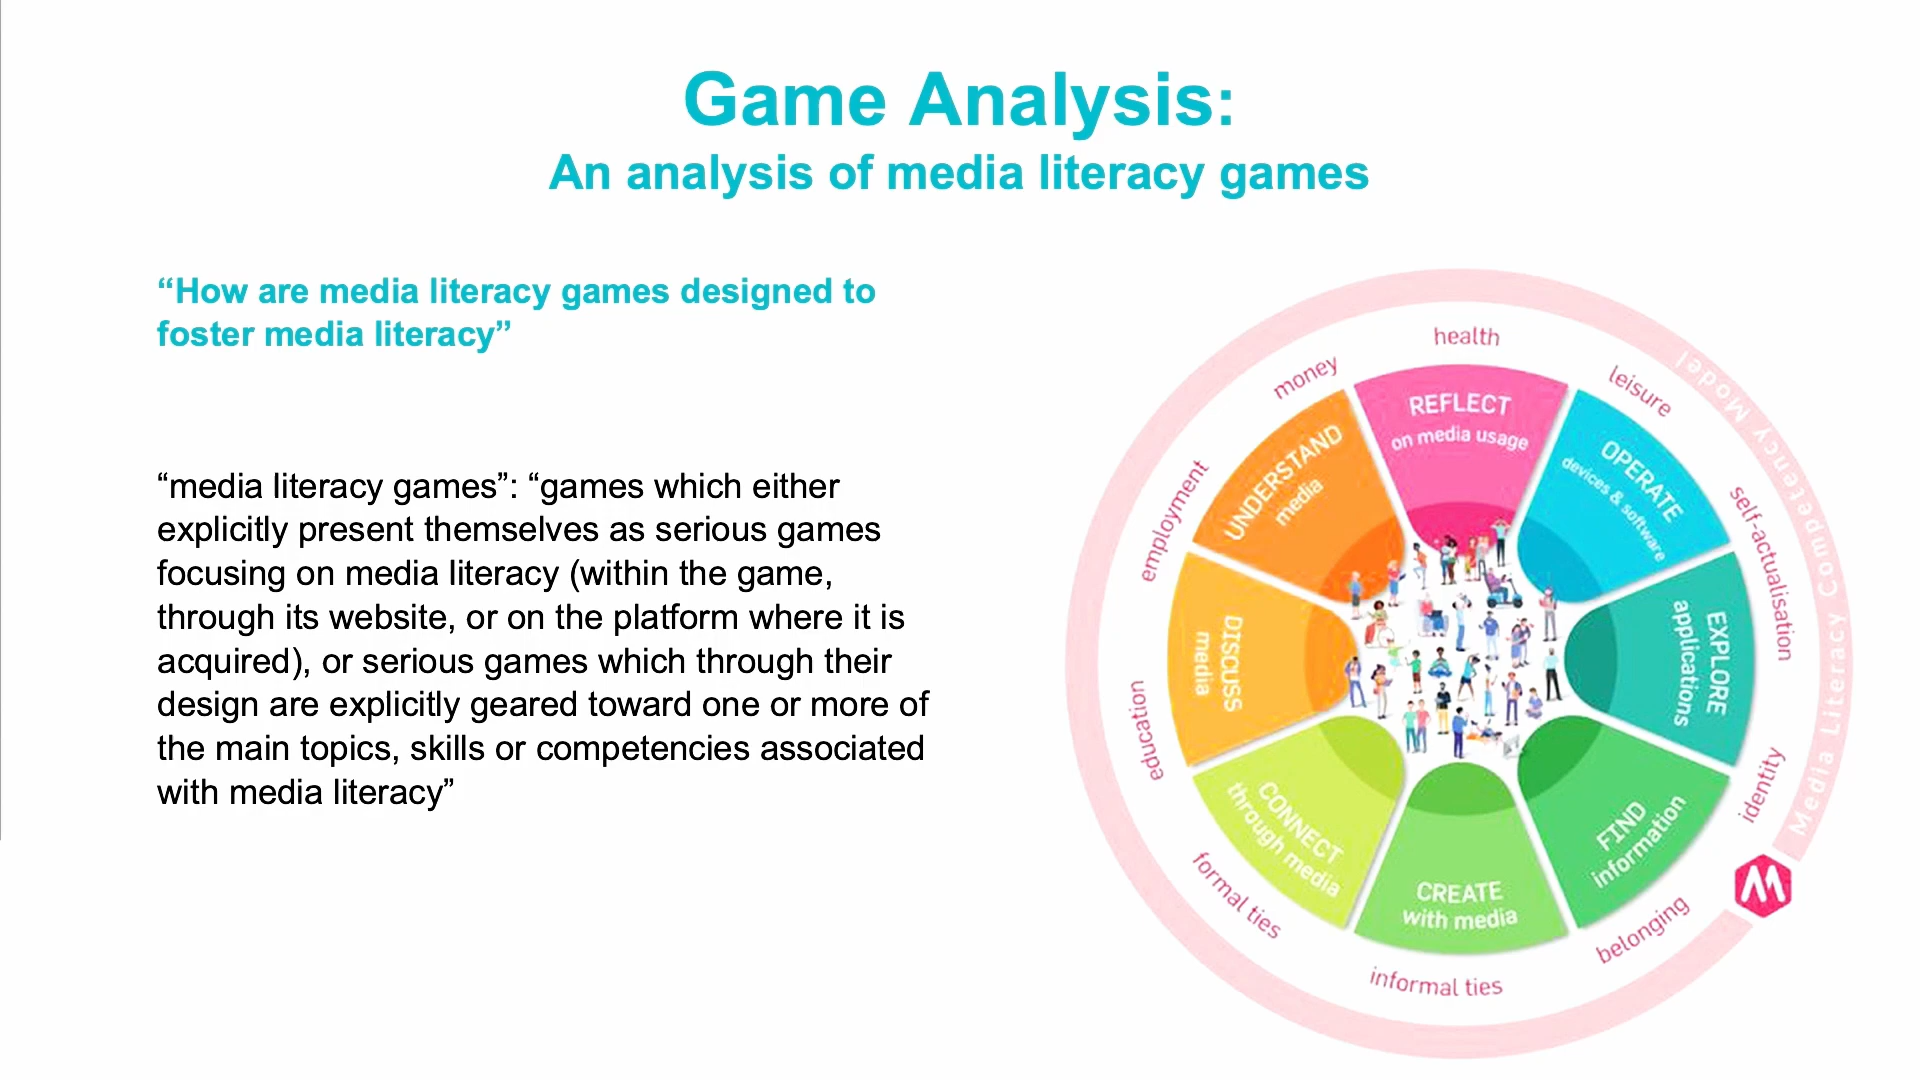 Game Analysis:
An analysis of media literacy games
“How are media literacy games designed to
foster media literacy”
“media literacy games”: “games which either
explicitly present themselves as serious games
focusing on media literacy (within the game,
through its website, or on the platform where it is
acquired), or serious games which through their
design are explicitly geared toward one or more of
the main topics, skills or competencies associated
with media literacy”
Media Literacy Competency Model
health
leisure
self-actualisation
identity
belonging
informal ties
formal ties
education
employment
money
REFLECT
on media usage
OPERATE
devices & software
EXPLORE
applications
FIND
information
CREATE
with media
CONNECT
through media
DISCUSS
media
UNDERSTAND
media
M